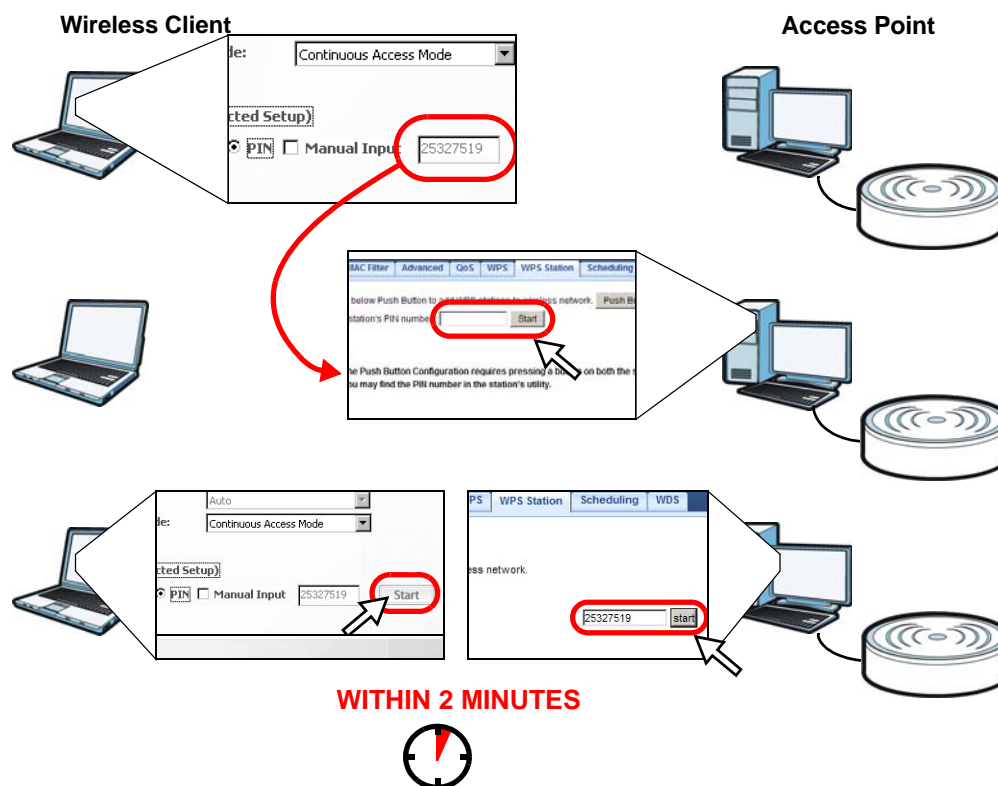 Wireless Client
Access Point
de:
Continuous Access Mode
cted Setup)
PIN
Manual Input
25327519
MAC Filter
Advanced
QoS
WPS
WPS Station
Scheduling
below Push Button to add WPS stations to wireless network.
Push B
station's PIN number
Start
he Push Button Configuration requires pressing a button on both the s
ou may find the PIN number in the station's utility.
Auto
de:
Continuous Access Mode
cted Setup)
PIN
Manual Input
25327519
Start
PS
WPS Station
Scheduling
WDS
ess network.
25327519
start
WITHIN 2 MINUTES